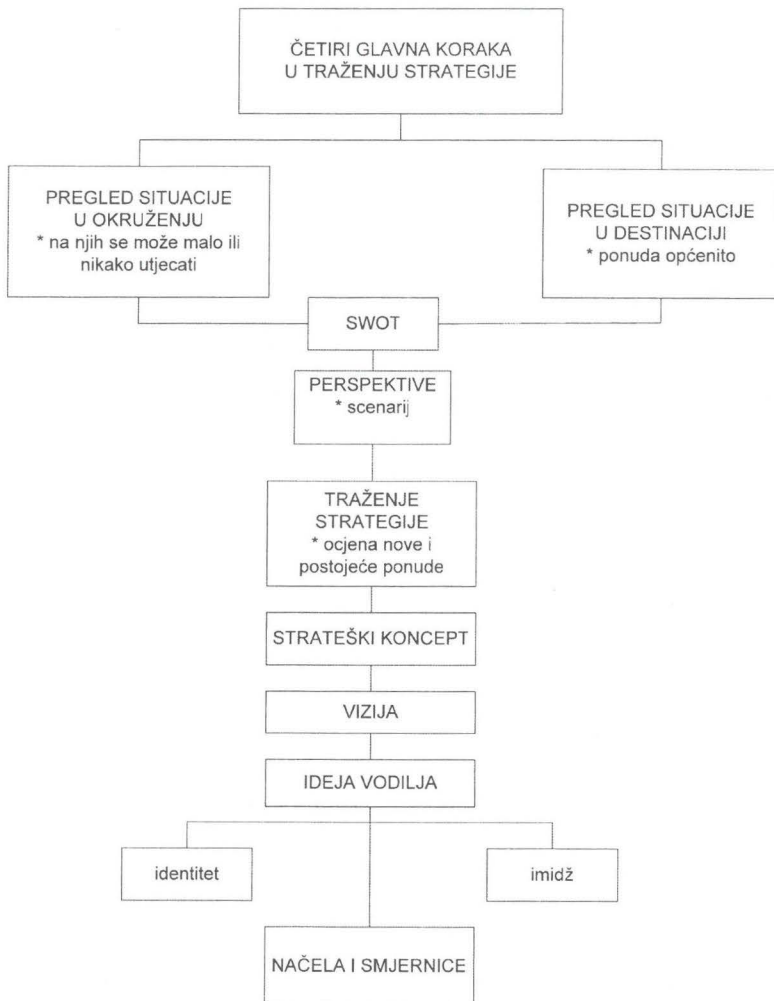 ČETIRI GLAVNA KORAKA
U TRAŽENJU STRATEGIJE
PREGLED SITUACIJE
U OKRUŽENJU
* na njih se može malo ili
nikako utjecati
PREGLED SITUACIJE
U DESTINACIJI
* ponuda općenito
SWOT
PERSPEKTIVE
* scenarij
TRAŽENJE
STRATEGIJE
* ocjena nove i
postojeće ponude
STRATEŠKI KONCEPT
VIZIJA
IDEJA VODILJA
identitet
imidž
NAČELA I SMJERNICE